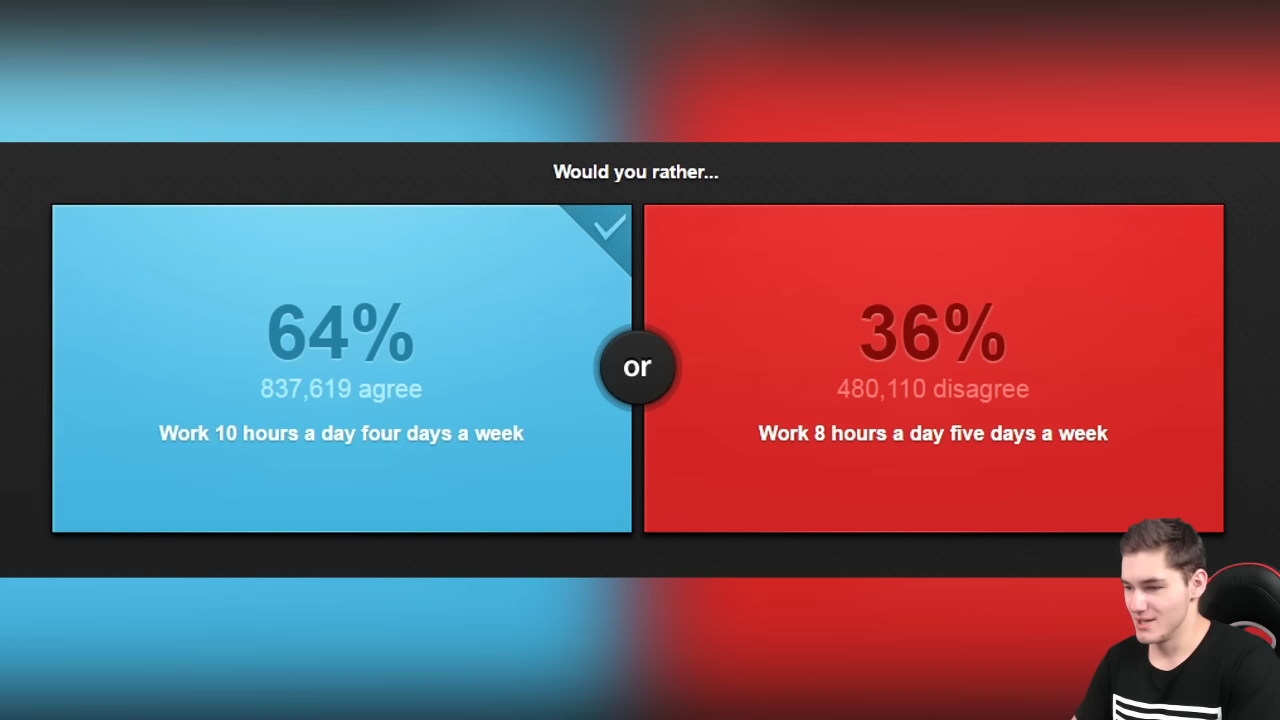 Would you rather...
64%
837,619 agree
Work 10 hours a day four days a week
or
36%
480,110 disagree
Work 8 hours a day five days a week